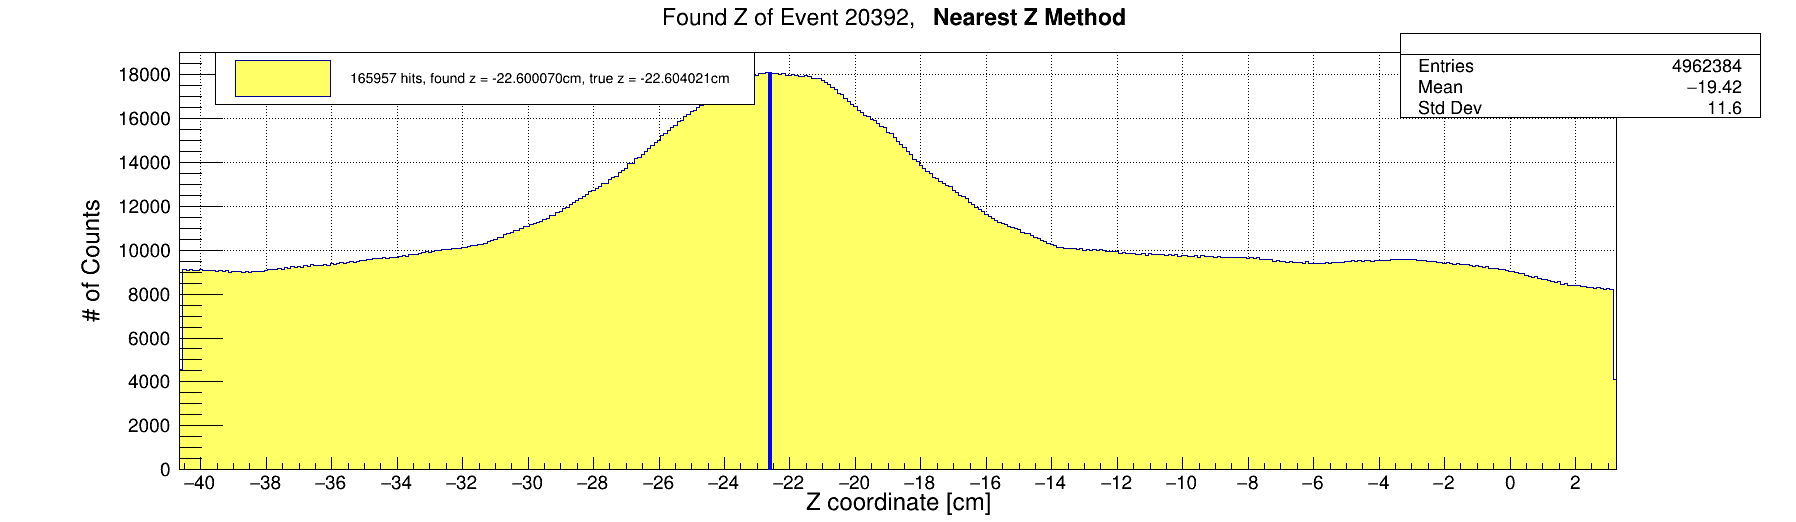 Found Z of Event 20392, Nearest Z Method
165957 hits, found z = -22.600070cm, true z = -22.604021cm
Entries 4962384
Mean −19.42
Std Dev 11.6
# of Counts
18000
16000
14000
12000
10000
8000
6000
4000
2000
0
−40 −38 −36 −34 −32 −30 −28 −26 −24 −22 −20 −18 −16 −14 −12 −10 −8 −6 −4 −2 0 2
Z coordinate [cm]